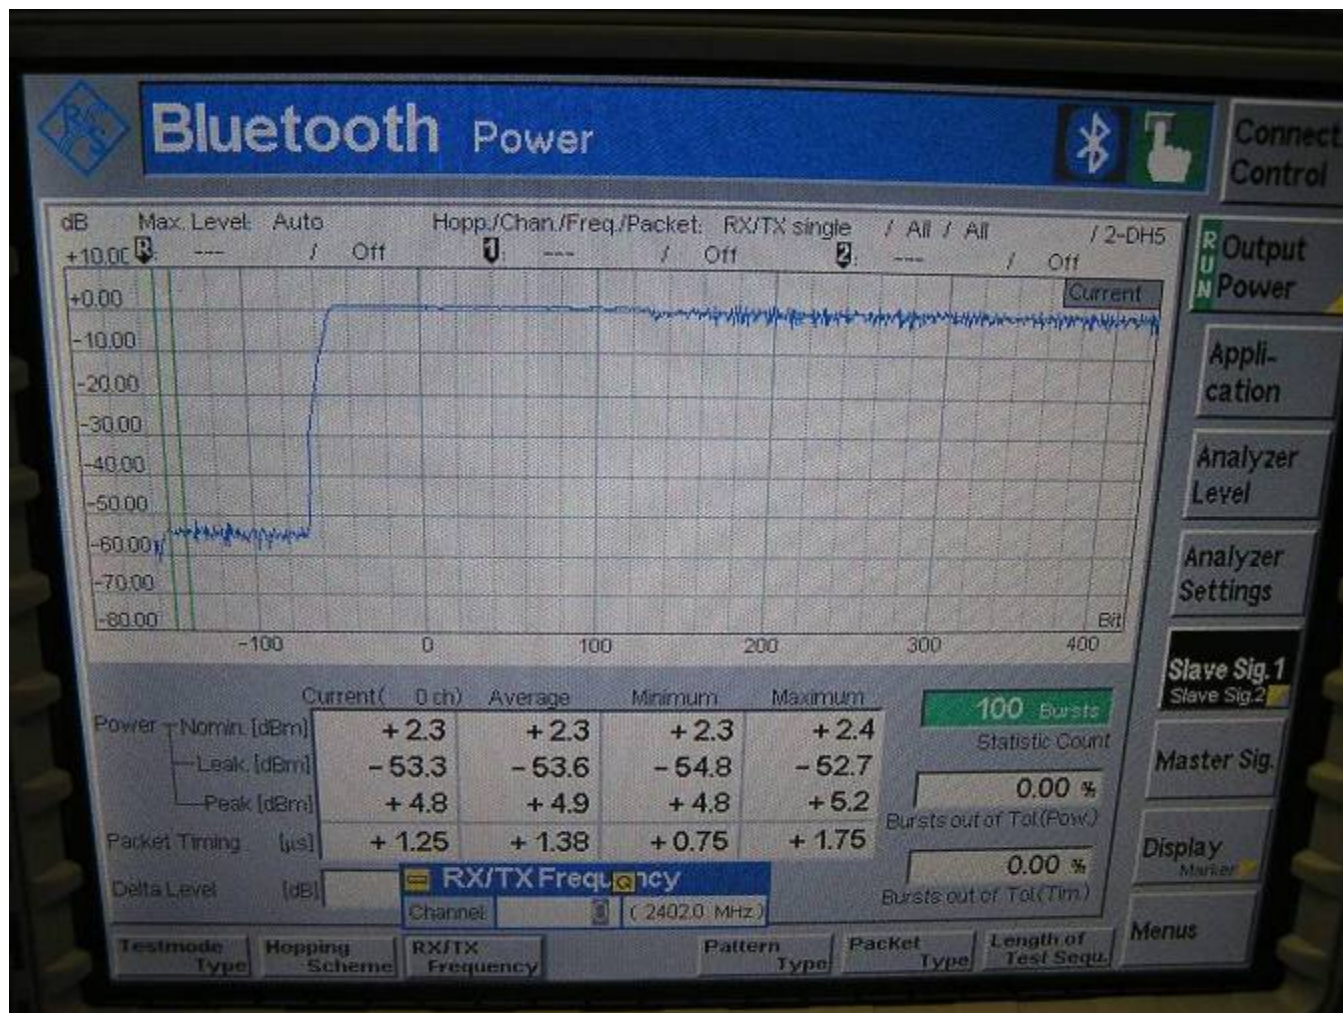 R&S
Bluetooth Power
Connect
Control
dB Max. Level: Auto Hopp./Chan./Freq./Packet: RX/TX single / All / All / 2-DH5
R: --- / Off 1: --- / Off 2: --- / Off
+10.00
+0.00
-10.00
-20.00
-30.00
-40.00
-50.00
-60.00
-70.00
-80.00
Current
Bit
-100 0 100 200 300 400
RUN
Output
Power
Appli-
cation
Analyzer
Level
Analyzer
Settings
Slave Sig.1
Slave Sig.2
Master Sig.
Display
Marker
Menus
Current( 0 ch) Average Minimum Maximum
Power Nomin. [dBm] +2.3 +2.3 +2.3 +2.4
Leak. [dBm] -53.3 -53.6 -54.8 -52.7
Peak [dBm] +4.8 +4.9 +4.8 +5.2
Packet Timing [µs] +1.25 +1.38 +0.75 +1.75
Delta Level [dB]
100 Bursts
Statistic Count
0.00 %
Bursts out of Tol.(Pow.)
0.00 %
Bursts out of Tol.(Tim.)
RX/TX Frequency
Channel: 0 ( 2402.0 MHz )
Testmode
Type
Hopping
Scheme
RX/TX
Frequency
Pattern
Type
Packet
Type
Length of
Test Sequ.